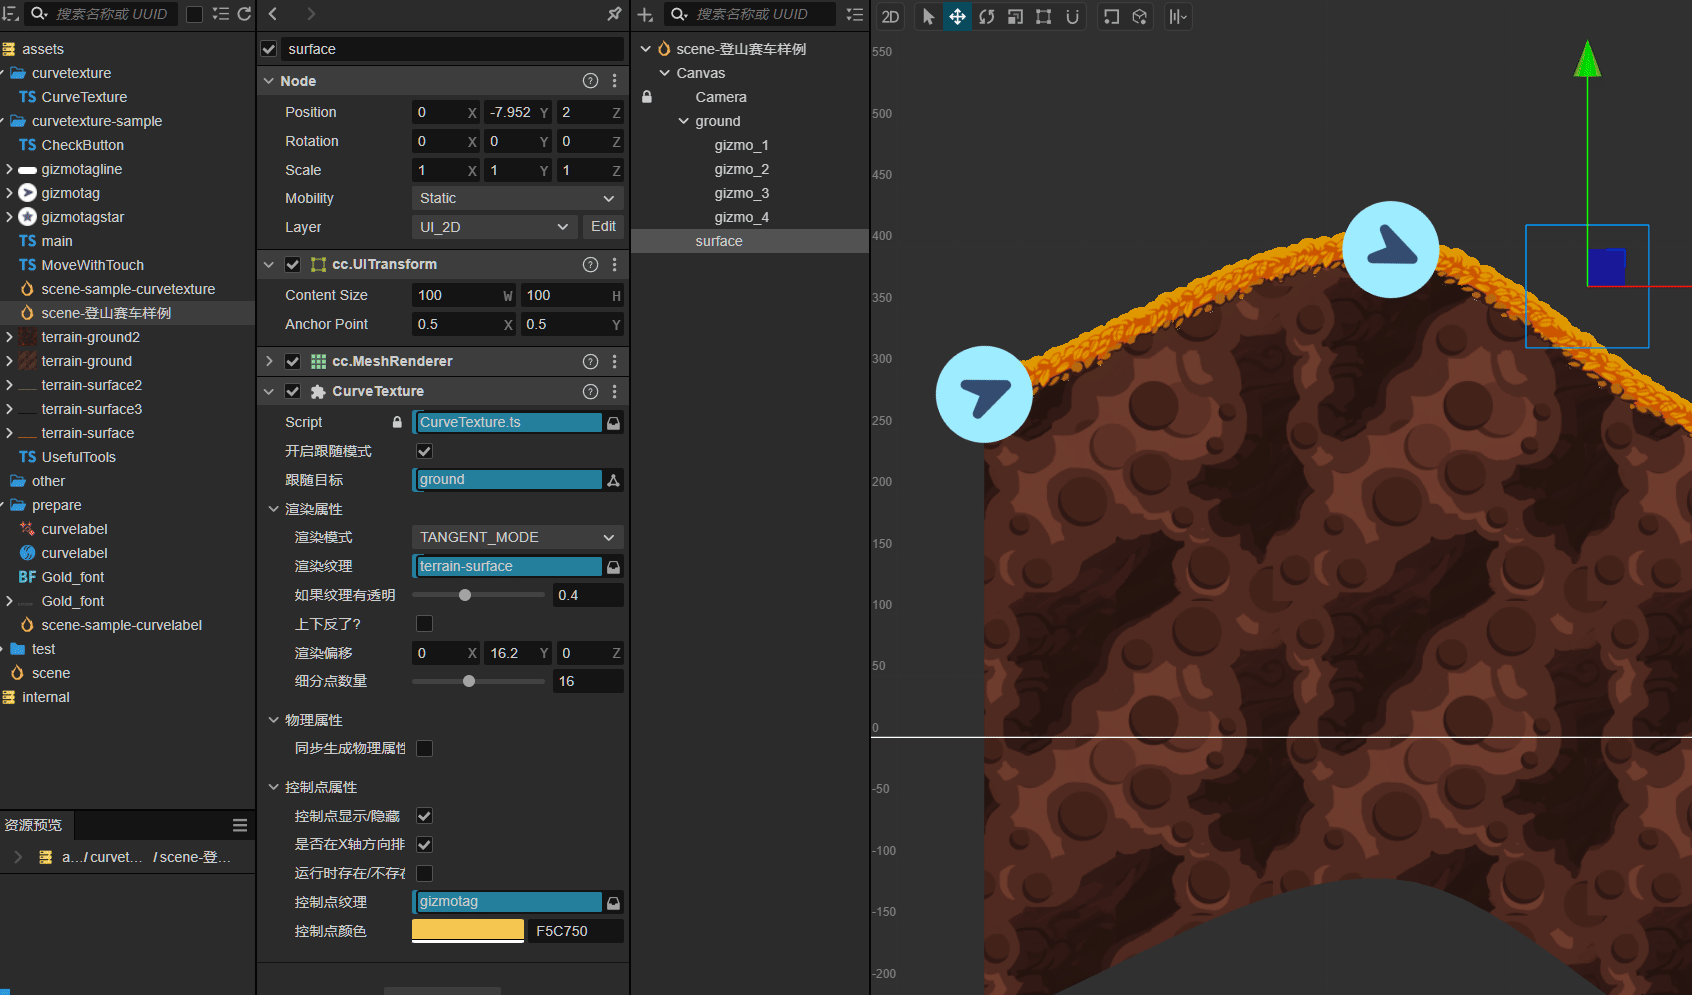 搜索名称或 UUID
assets
curvetexture
TS CurveTexture
curvetexture-sample
TS CheckButton
gizmotagline
gizmotag
gizmotagstar
TS main
TS MoveWithTouch
scene-sample-curvetexture
scene-登山赛车样例
terrain-ground2
terrain-ground
terrain-surface2
terrain-surface3
terrain-surface
TS UsefulTools
other
prepare
curvelabel
curvelabel
BF Gold_font
Gold_font
scene-sample-curvelabel
test
scene
internal
资源预览
a.../curvet... /scene-登...
surface
Node
Position 0 X -7.952 Y 2 Z
Rotation 0 X 0 Y 0 Z
Scale 1 X 1 Y 1 Z
Mobility Static
Layer UI_2D Edit
cc.UITransform
Content Size 100 W 100 H
Anchor Point 0.5 X 0.5 Y
cc.MeshRenderer
CurveTexture
Script CurveTexture.ts
开启跟随模式
跟随目标 ground
渲染属性
渲染模式 TANGENT_MODE
渲染纹理 terrain-surface
如果纹理有透明 0.4
上下反了?
渲染偏移 0 X 16.2 Y 0 Z
细分点数量 16
物理属性
同步生成物理属性
控制点属性
控制点显示/隐藏
是否在X轴方向排
运行时存在/不存在
控制点纹理 gizmotag
控制点颜色 F5C750
搜索名称或 UUID
scene-登山赛车样例
Canvas
Camera
ground
gizmo_1
gizmo_2
gizmo_3
gizmo_4
surface
2D
550
500
450
400
350
300
250
200
150
100
50
0
-50
-100
-150
-200